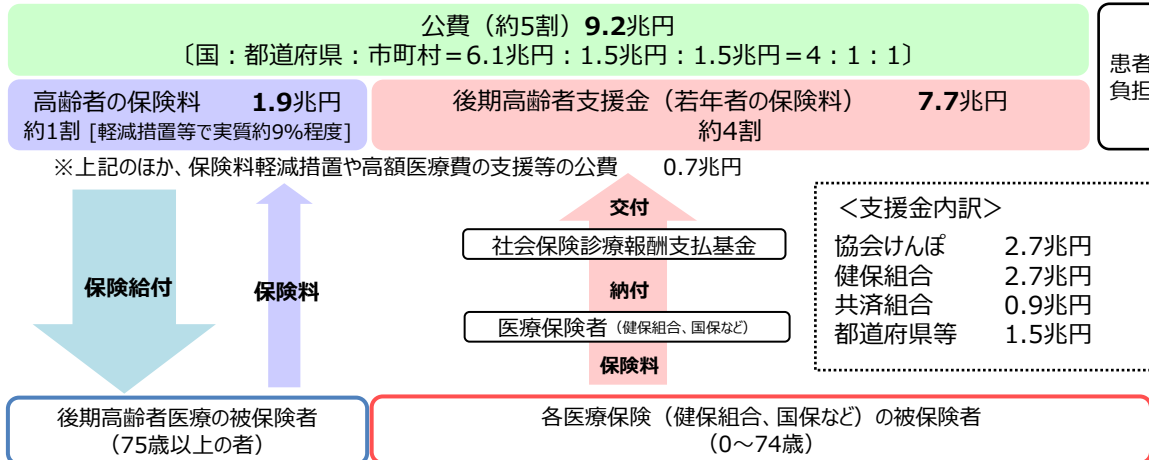 公費（約5割）9.2兆円
〔国：都道府県：市町村＝6.1兆円：1.5兆円：1.5兆円＝4：1：1〕
患者
負担
高齢者の保険料　1.9兆円
約1割 [軽減措置等で実質約9%程度]
後期高齢者支援金（若年者の保険料）　7.7兆円
約4割
※上記のほか、保険料軽減措置や高額医療費の支援等の公費　0.7兆円
保険給付
保険料
交付
社会保険診療報酬支払基金
納付
医療保険者（健保組合、国保など）
保険料
＜支援金内訳＞
協会けんぽ　2.7兆円
健保組合　2.7兆円
共済組合　0.9兆円
都道府県等　1.5兆円
後期高齢者医療の被保険者
（75歳以上の者）
各医療保険（健保組合、国保など）の被保険者
（0～74歳）